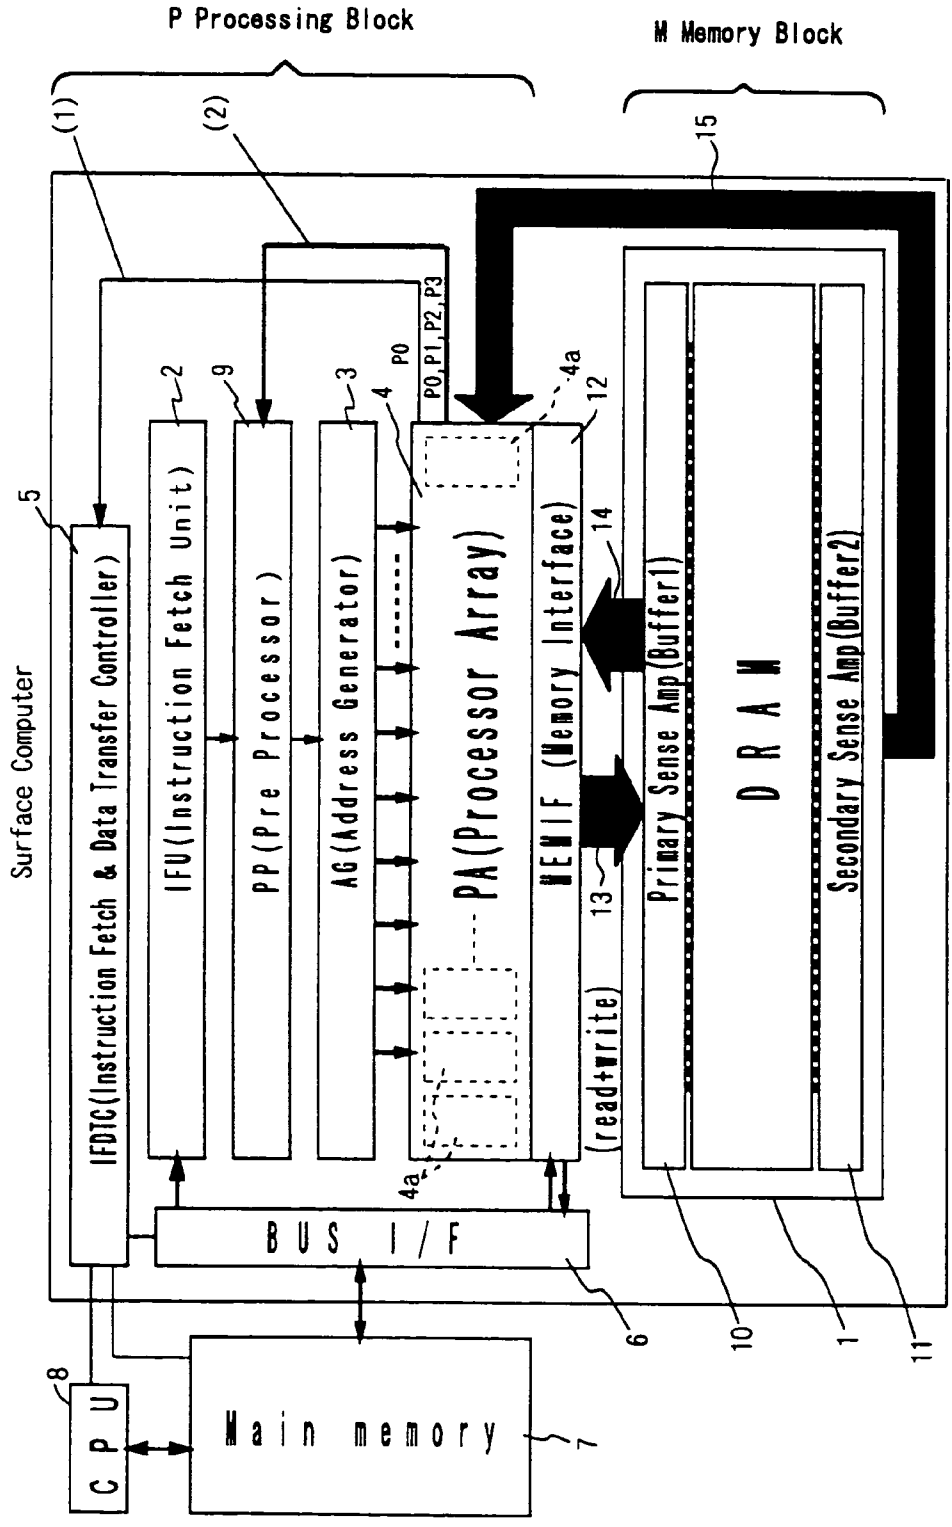 P Processing Block
M Memory Block
(1)
(2)
15
Surface Computer
5
IFDTC(Instruction Fetch & Data Transfer Controller)
2
IFU(Instruction Fetch Unit)
9
PP(Pre Processor)
3
AG(Address Generator)
P0
P0,P1,P2,P3
4
PA(Processor Array)
4a
4a
12
MEMIF (Memory Interface)
14
13
(read+write)
Primary Sense Amp(Buffer1)
DRAM
Secondary Sense Amp(Buffer2)
BUS I/F
6
10
1
11
8
CPU
Main memory
7